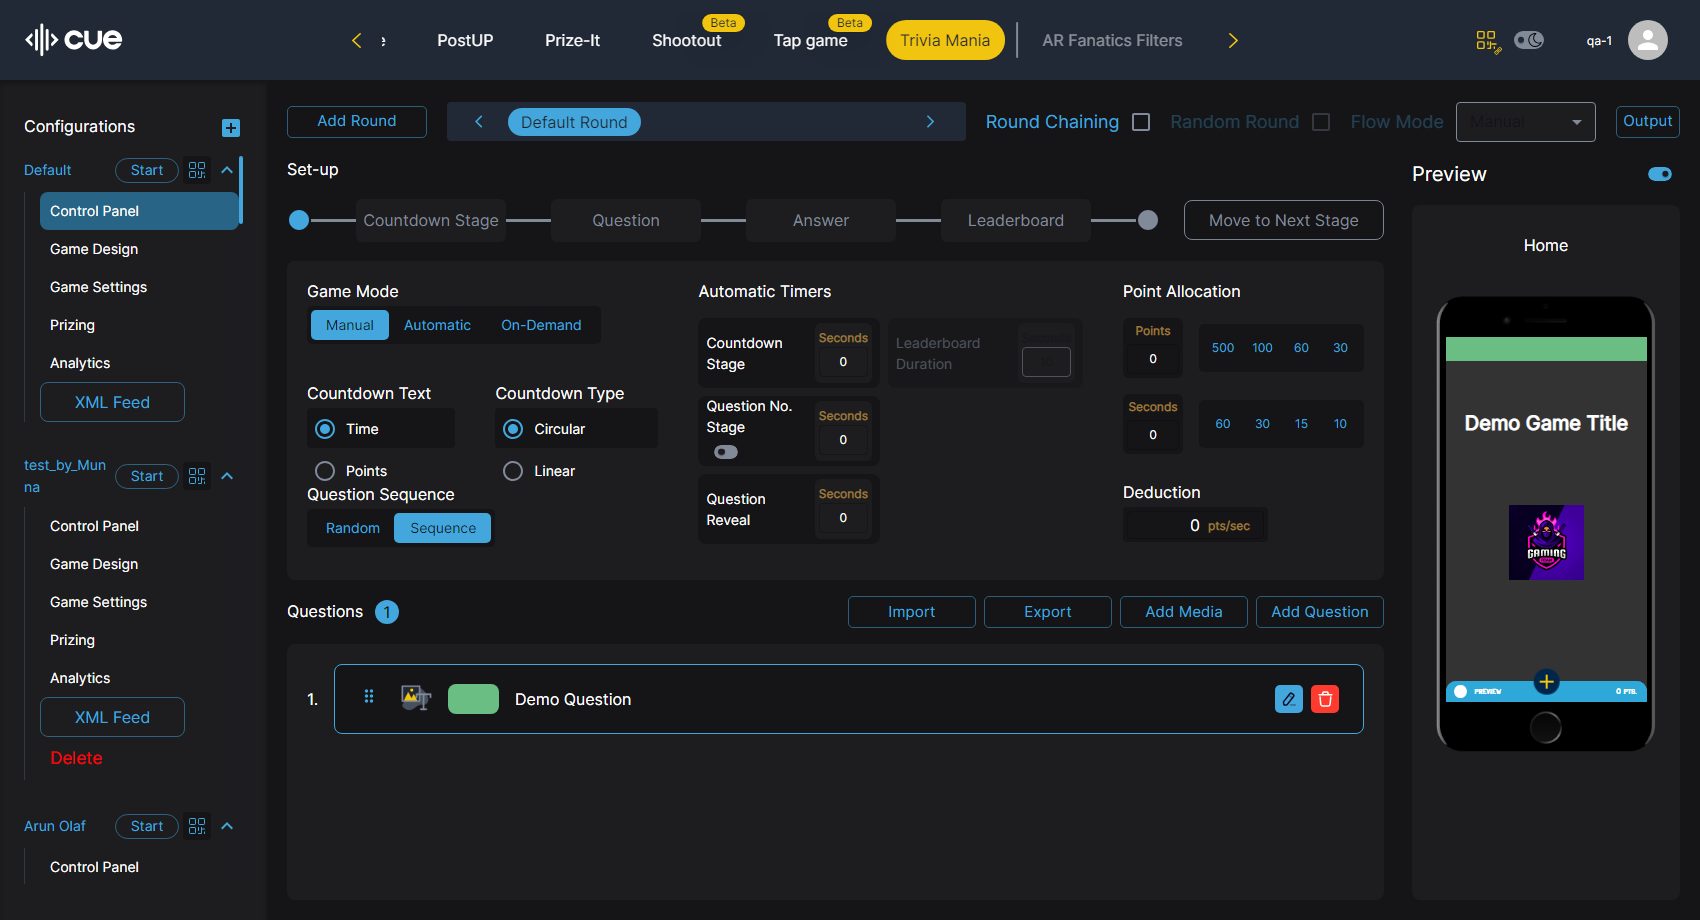 cue
PostUP
Prize-It
Shootout
Beta
Tap game
Beta
Trivia Mania
AR Fanatics Filters
qa-1
Configurations
Default
Start
Control Panel
Game Design
Game Settings
Prizing
Analytics
XML Feed
test_by_Mun
na
Start
Control Panel
Game Design
Game Settings
Prizing
Analytics
XML Feed
Delete
Arun Olaf
Start
Control Panel
Add Round
Default Round
Round Chaining
Random Round
Flow Mode
Manual
Output
Set-up
Countdown Stage
Question
Answer
Leaderboard
Move to Next Stage
Game Mode
Manual
Automatic
On-Demand
Countdown Text
Time
Points
Countdown Type
Circular
Linear
Question Sequence
Random
Sequence
Automatic Timers
Countdown
Stage
Seconds
0
Leaderboard
Duration
Question No.
Stage
Seconds
0
Question
Reveal
Seconds
0
Point Allocation
Points
0
500
100
60
30
Seconds
0
60
30
15
10
Deduction
0 pts/sec
Questions 1
Import
Export
Add Media
Add Question
1.
Demo Question
Preview
Home
Demo Game Title
GAMING
PREVIEW
0 PTS.